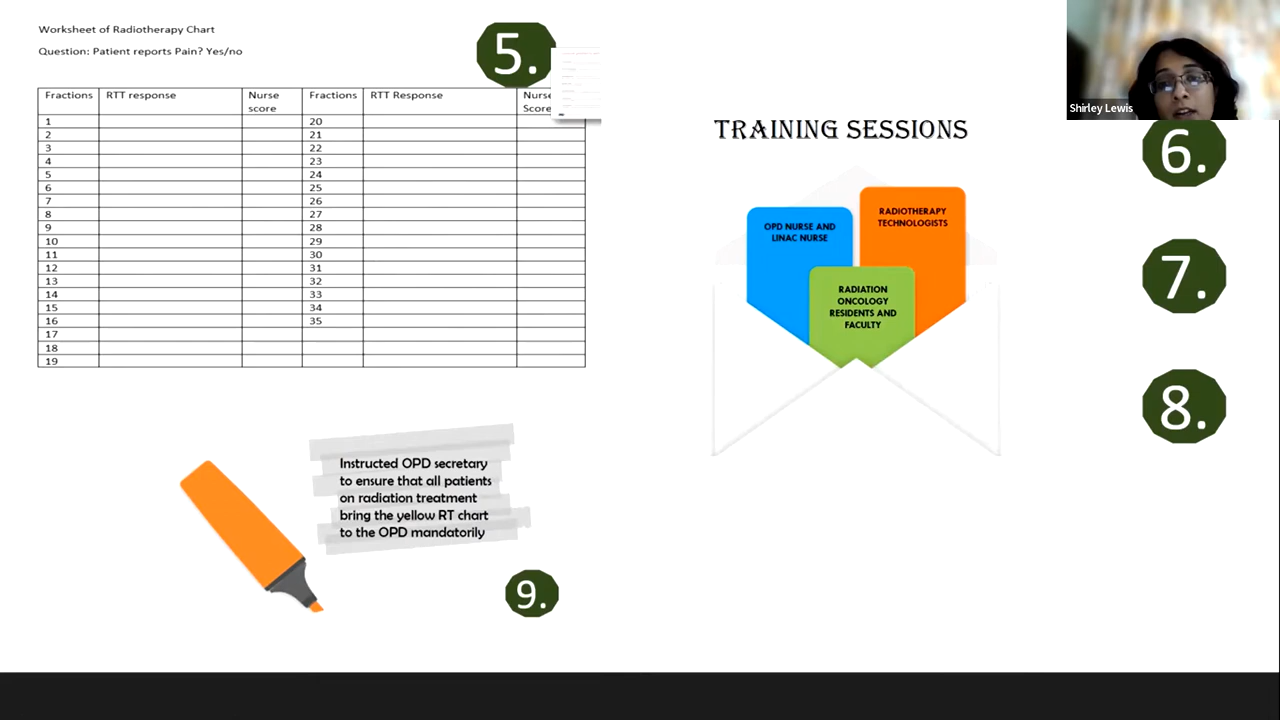 Worksheet of Radiotherapy Chart
Question: Patient reports Pain? Yes/no
5.
Fractions RTT response Nurse score Fractions RTT Response Nurse Score
1 20
2 21
3 22
4 23
5 24
6 25
7 26
8 27
9 28
10 29
11 30
12 31
13 32
14 33
15 34
16 35
17
18
19
Instructed OPD secretary
to ensure that all patients
on radiation treatment
bring the yellow RT chart
to the OPD mandatorily
9.
TRAINING SESSIONS
OPD NURSE AND
LINAC NURSE
RADIOTHERAPY
TECHNOLOGISTS
RADIATION
ONCOLOGY
RESIDENTS AND
FACULTY
Shirley Lewis
6.
7.
8.